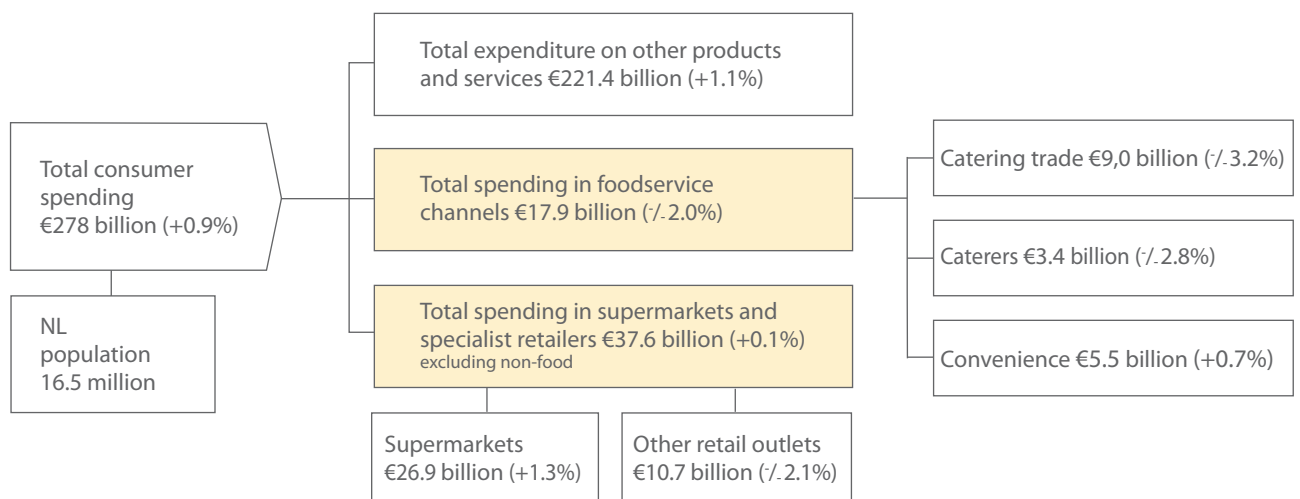 Total expenditure on other products
and services €221.4 billion (+1.1%)
Total consumer
spending
€278 billion (+0.9%)
NL
population
16.5 million
Total spending in foodservice
channels €17.9 billion (-/- 2.0%)
Total spending in supermarkets and
specialist retailers €37.6 billion (+0.1%)
excluding non-food
Supermarkets
€26.9 billion (+1.3%)
Other retail outlets
€10.7 billion (-/- 2.1%)
Catering trade €9,0 billion (-/- 3.2%)
Caterers €3.4 billion (-/- 2.8%)
Convenience €5.5 billion (+0.7%)